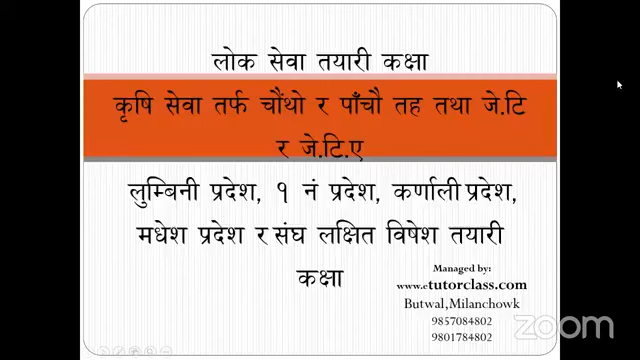 लोक सेवा तयारी कक्षा
कृषि सेवा तर्फ चौंथो र पाँचौ तह तथा जे.टि
र जे.टि.ए
लुम्बिनी प्रदेश, १ नं प्रदेश, कर्णाली प्रदेश,
मधेश प्रदेश र संघ लक्षित विषेश तयारी
कक्षा
Managed by:
www.etutorclass.com
Butwal,Milanchowk
9857084802
9801784802
zoom